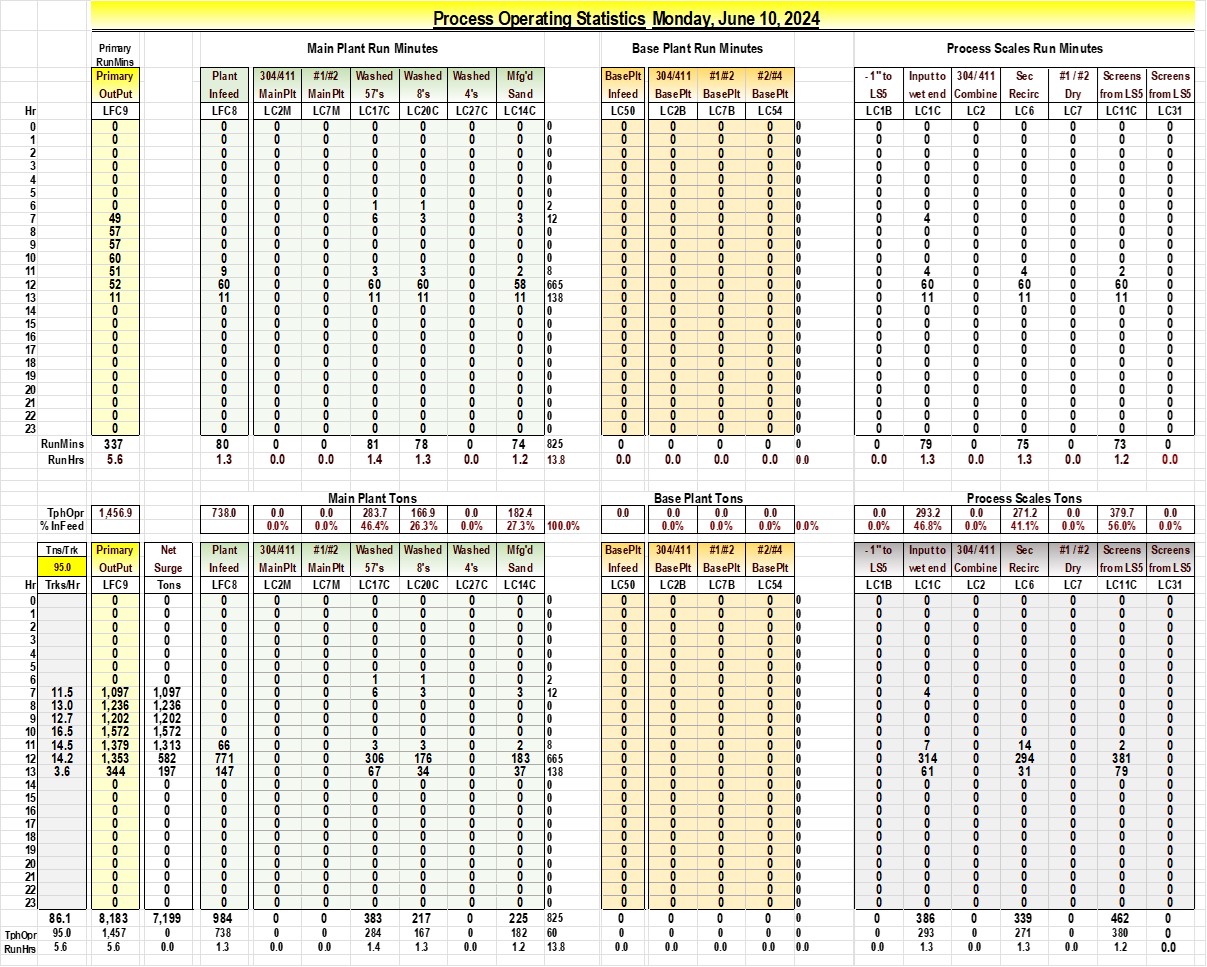 Process Operating Statistics Monday, June 10, 2024
Primary Main Plant Run Minutes Base Plant Run Minutes Process Scales Run Minutes
RunMins
Primary Plant 304/411 #1/#2 Washed Washed Washed Mfg'd BasePlt 304/411 #1/#2 #2/#4 - 1" to Input to 304/ 411 Sec #1 / #2 Screens Screens
OutPut Infeed MainPlt MainPlt 57's 8's 4's Sand Infeed BasePlt BasePlt BasePlt LS5 wet end Combine Recirc Dry from LS5 from LS5
Hr LFC9 LFC8 LC2M LC7M LC17C LC20C LC27C LC14C LC50 LC2B LC7B LC54 LC1B LC1C LC2 LC6 LC7 LC11C LC31
0 0 0 0 0 0 0 0 0 0 0 0 0 0 0 0 0 0 0 0 0 0
1 0 0 0 0 0 0 0 0 0 0 0 0 0 0 0 0 0 0 0 0 0
2 0 0 0 0 0 0 0 0 0 0 0 0 0 0 0 0 0 0 0 0 0
3 0 0 0 0 0 0 0 0 0 0 0 0 0 0 0 0 0 0 0 0 0
4 0 0 0 0 0 0 0 0 0 0 0 0 0 0 0 0 0 0 0 0 0
5 0 0 0 0 0 0 0 0 0 0 0 0 0 0 0 0 0 0 0 0 0
6 0 0 0 0 1 1 0 0 2 0 0 0 0 0 0 0 0 0 0 0 0
7 49 0 0 0 6 3 0 3 12 0 0 0 0 0 0 4 0 0 0 0 0
8 57 0 0 0 0 0 0 0 0 0 0 0 0 0 0 0 0 0 0 0 0
9 57 0 0 0 0 0 0 0 0 0 0 0 0 0 0 0 0 0 0 0 0
10 60 0 0 0 0 0 0 0 0 0 0 0 0 0 0 0 0 0 0 0 0
11 51 9 0 0 3 3 0 2 8 0 0 0 0 0 0 4 0 4 0 2 0
12 52 60 0 0 60 60 0 58 665 0 0 0 0 0 0 60 0 60 0 60 0
13 11 11 0 0 11 11 0 11 138 0 0 0 0 0 0 11 0 11 0 11 0
14 0 0 0 0 0 0 0 0 0 0 0 0 0 0 0 0 0 0 0 0 0
15 0 0 0 0 0 0 0 0 0 0 0 0 0 0 0 0 0 0 0 0 0
16 0 0 0 0 0 0 0 0 0 0 0 0 0 0 0 0 0 0 0 0 0
17 0 0 0 0 0 0 0 0 0 0 0 0 0 0 0 0 0 0 0 0 0
18 0 0 0 0 0 0 0 0 0 0 0 0 0 0 0 0 0 0 0 0 0
19 0 0 0 0 0 0 0 0 0 0 0 0 0 0 0 0 0 0 0 0 0
20 0 0 0 0 0 0 0 0 0 0 0 0 0 0 0 0 0 0 0 0 0
21 0 0 0 0 0 0 0 0 0 0 0 0 0 0 0 0 0 0 0 0 0
22 0 0 0 0 0 0 0 0 0 0 0 0 0 0 0 0 0 0 0 0 0
23 0 0 0 0 0 0 0 0 0 0 0 0 0 0 0 0 0 0 0 0 0
RunMins 337 80 0 0 81 78 0 74 825 0 0 0 0 0 0 79 0 75 0 73 0
RunHrs 5.6 1.3 0.0 0.0 1.4 1.3 0.0 1.2 13.8 0.0 0.0 0.0 0.0 0.0 0.0 1.3 0.0 1.3 0.0 1.2 0.0
Main Plant Tons Base Plant Tons Process Scales Tons
TphOpr 1,456.9 738.0 0.0 0.0 283.7 166.9 0.0 182.4 0.0 0.0 0.0 0.0 0.0 293.2 0.0 271.2 0.0 379.7 0.0
% InFeed 0.0% 0.0% 46.4% 26.3% 0.0% 27.3% 100.0% 0.0% 0.0% 0.0% 0.0% 0.0% 46.8% 0.0% 41.1% 0.0% 56.0% 0.0%
Tns/Trk Primary Net Plant 304/411 #1/#2 Washed Washed Washed Mfg'd BasePlt 304/411 #1/#2 #2/#4 - 1" to Input to 304/ 411 Sec #1 / #2 Screens Screens
95.0 OutPut Surge Infeed MainPlt MainPlt 57's 8's 4's Sand Infeed BasePlt BasePlt BasePlt LS5 wet end Combine Recirc Dry from LS5 from LS5
Hr Trks/Hr LFC9 Tons LFC8 LC2M LC7M LC17C LC20C LC27C LC14C LC50 LC2B LC7B LC54 LC1B LC1C LC2 LC6 LC7 LC11C LC31
0 0 0 0 0 0 0 0 0 0 0 0 0 0 0 0 0 0 0 0 0 0 0
1 0 0 0 0 0 0 0 0 0 0 0 0 0 0 0 0 0 0 0 0 0 0
2 0 0 0 0 0 0 0 0 0 0 0 0 0 0 0 0 0 0 0 0 0 0
3 0 0 0 0 0 0 0 0 0 0 0 0 0 0 0 0 0 0 0 0 0 0
4 0 0 0 0 0 0 0 0 0 0 0 0 0 0 0 0 0 0 0 0 0 0
5 0 0 0 0 0 0 0 0 0 0 0 0 0 0 0 0 0 0 0 0 0 0
6 0 0 0 0 0 1 1 0 0 2 0 0 0 0 0 0 0 0 0 0 0 0
7 11.5 1,097 1,097 0 0 0 6 3 0 3 12 0 0 0 0 0 0 4 0 0 0 0 0
8 13.0 1,236 1,236 0 0 0 0 0 0 0 0 0 0 0 0 0 0 0 0 0 0 0 0
9 12.7 1,202 1,202 0 0 0 0 0 0 0 0 0 0 0 0 0 0 0 0 0 0 0 0
10 16.5 1,572 1,572 0 0 0 0 0 0 0 0 0 0 0 0 0 0 0 0 0 0 0 0
11 14.5 1,379 1,313 66 0 0 3 3 0 2 8 0 0 0 0 0 0 7 0 14 0 2 0
12 14.2 1,353 582 771 0 0 306 176 0 183 665 0 0 0 0 0 0 314 0 294 0 381 0
13 3.6 344 197 147 0 0 67 34 0 37 138 0 0 0 0 0 0 61 0 31 0 79 0
14 0 0 0 0 0 0 0 0 0 0 0 0 0 0 0 0 0 0 0 0 0 0
15 0 0 0 0 0 0 0 0 0 0 0 0 0 0 0 0 0 0 0 0 0 0
16 0 0 0 0 0 0 0 0 0 0 0 0 0 0 0 0 0 0 0 0 0 0
17 0 0 0 0 0 0 0 0 0 0 0 0 0 0 0 0 0 0 0 0 0 0
18 0 0 0 0 0 0 0 0 0 0 0 0 0 0 0 0 0 0 0 0 0 0
19 0 0 0 0 0 0 0 0 0 0 0 0 0 0 0 0 0 0 0 0 0 0
20 0 0 0 0 0 0 0 0 0 0 0 0 0 0 0 0 0 0 0 0 0 0
21 0 0 0 0 0 0 0 0 0 0 0 0 0 0 0 0 0 0 0 0 0 0
22 0 0 0 0 0 0 0 0 0 0 0 0 0 0 0 0 0 0 0 0 0 0
23 0 0 0 0 0 0 0 0 0 0 0 0 0 0 0 0 0 0 0 0 0 0
86.1 8,183 7,199 984 0 0 383 217 0 225 825 0 0 0 0 0 0 386 0 339 0 462 0
TphOpr 95.0 1,457 0 738 0 0 284 167 0 182 60 0 0 0 0 0 0 293 0 271 0 380 0
RunHrs 5.6 5.6 0.0 1.3 0.0 0.0 1.4 1.3 0.0 1.2 13.8 0.0 0.0 0.0 0.0 0.0 0.0 1.3 0.0 1.3 0.0 1.2 0.0